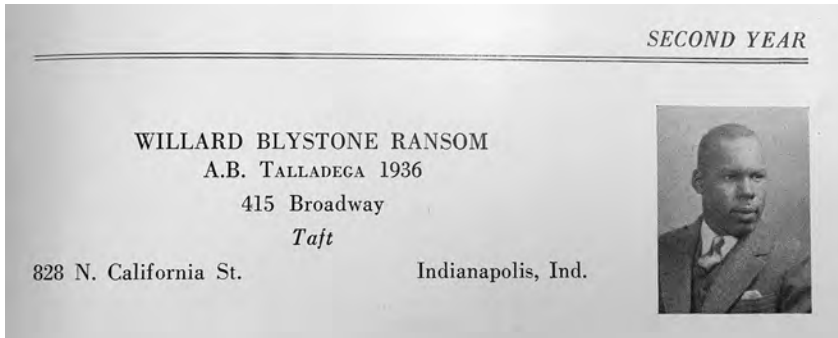 SECOND YEAR
WILLARD BLYSTONE RANSOM
A.B. TALLADEGA 1936
415 Broadway
Taft
828 N. California St. Indianapolis, Ind.